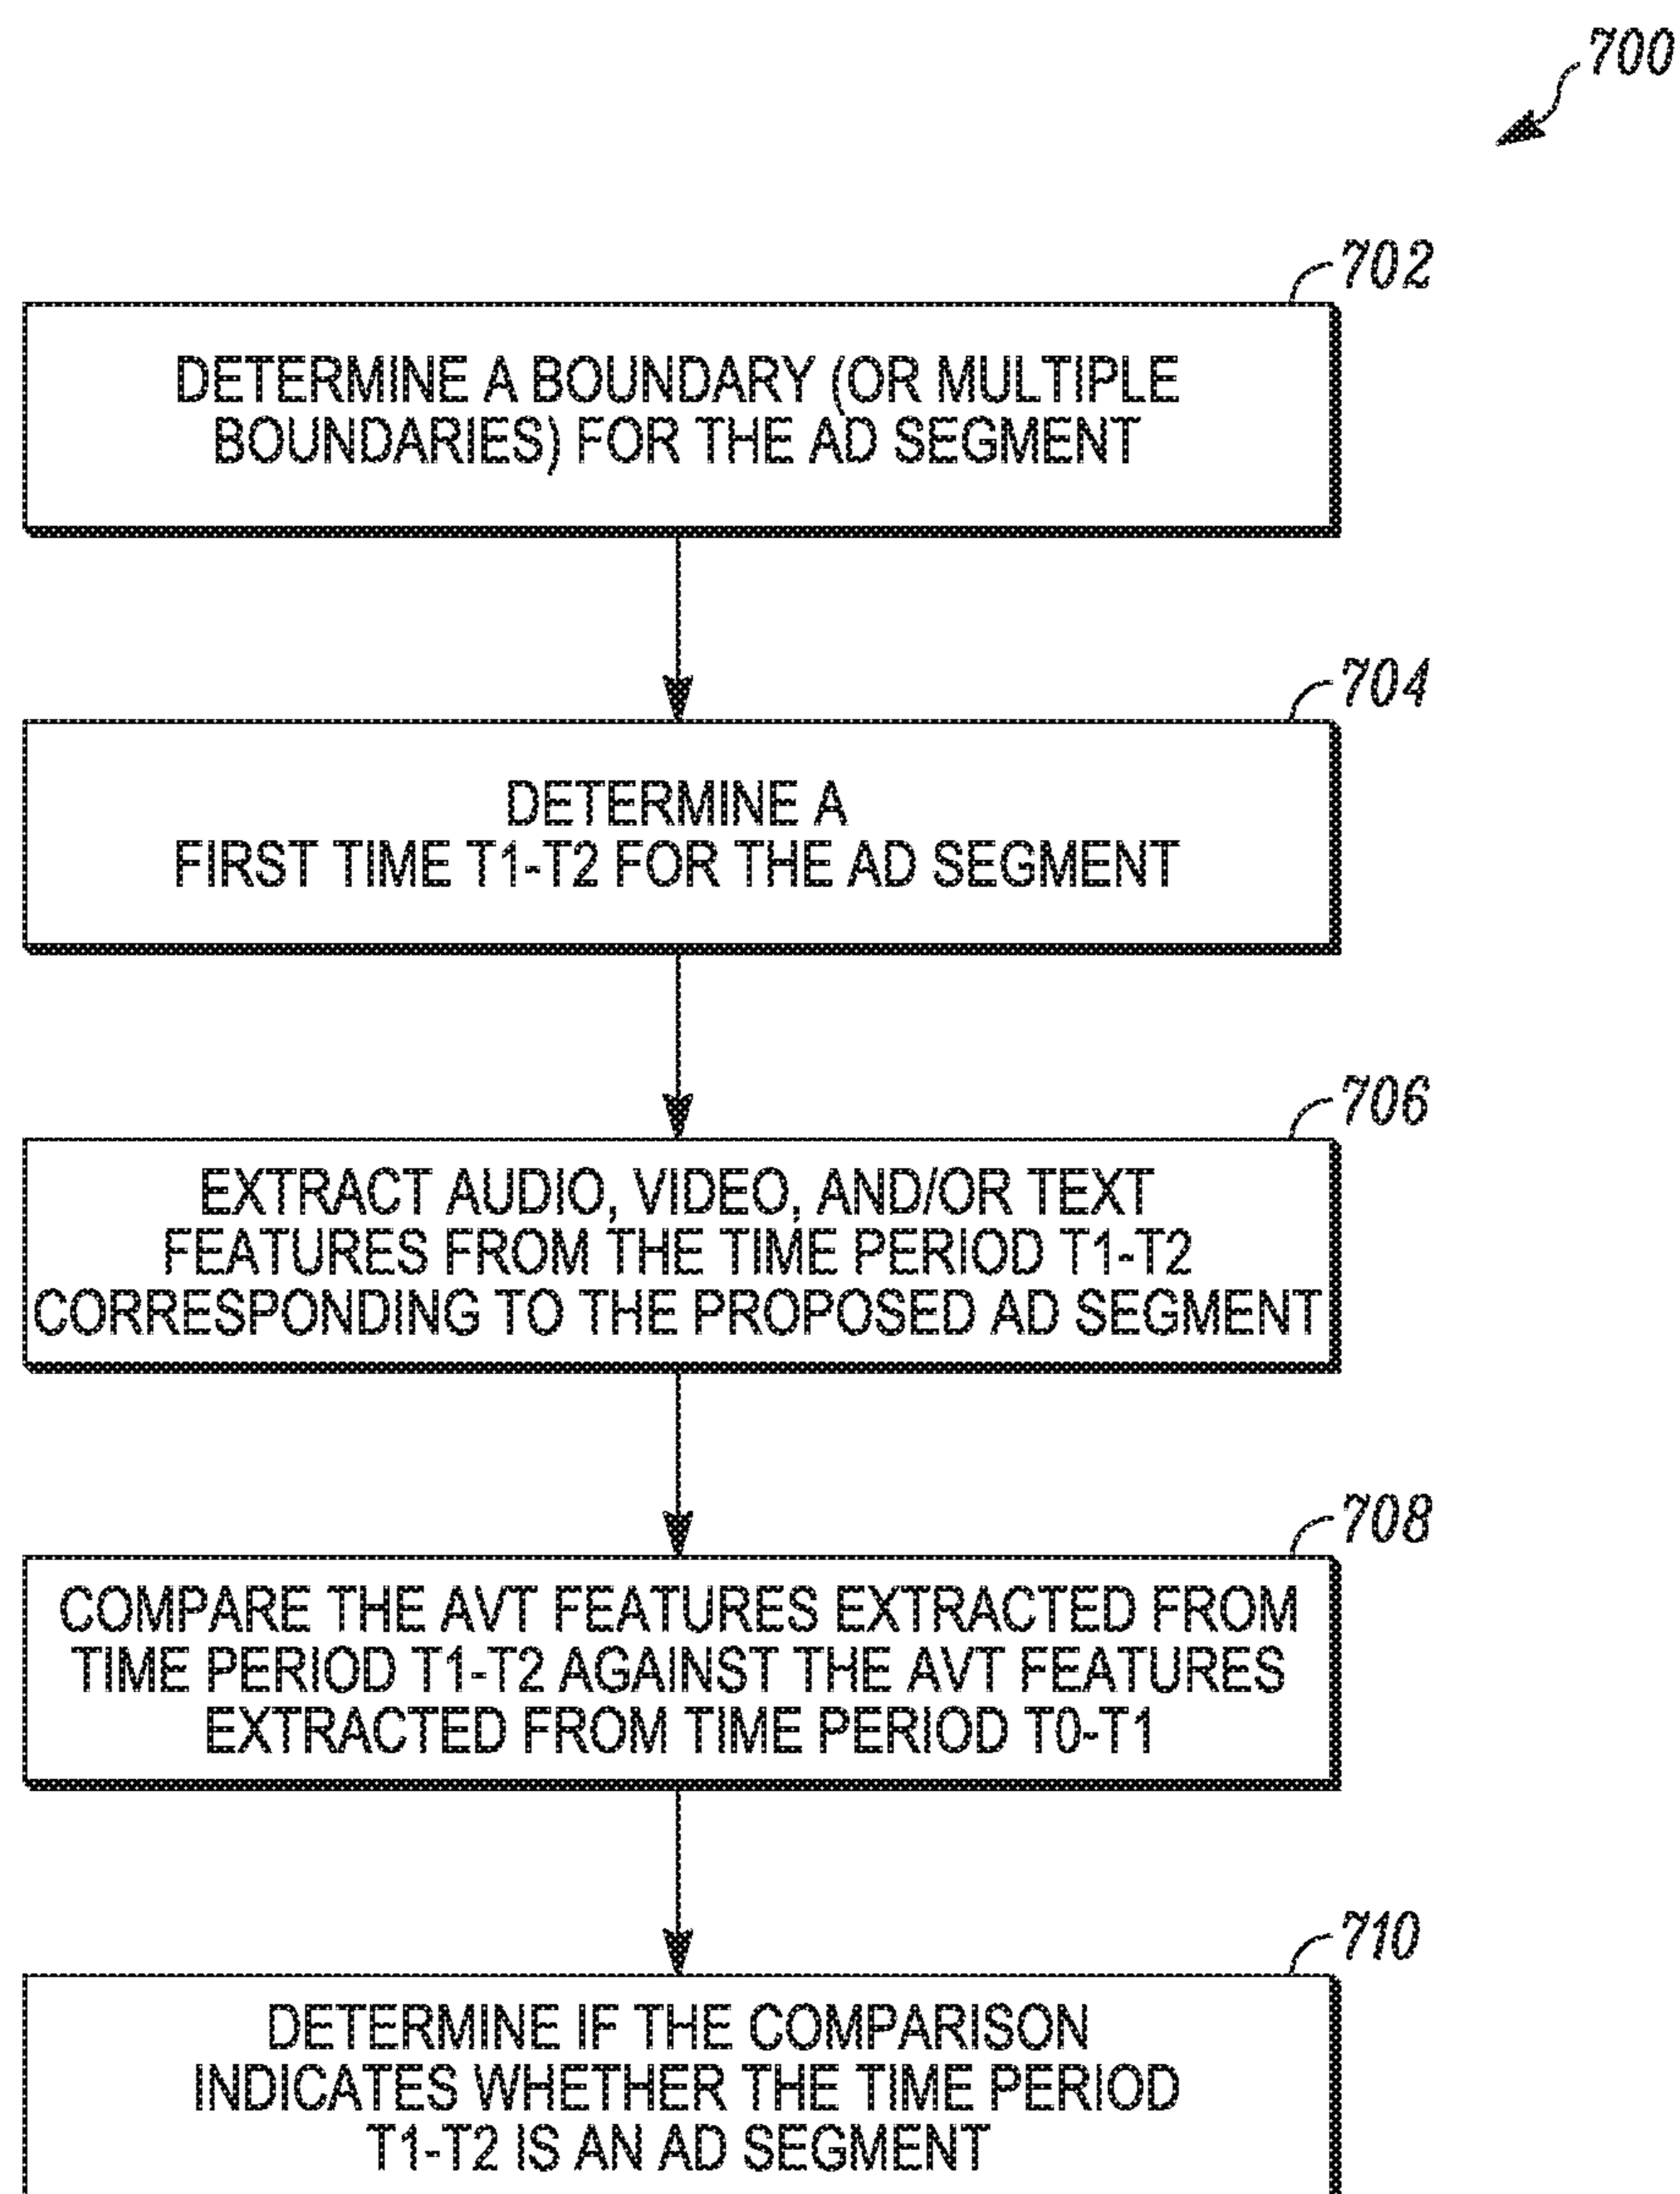 700
702
DETERMINE A BOUNDARY (OR MULTIPLE
BOUNDARIES) FOR THE AD SEGMENT
704
DETERMINE A
FIRST TIME T1-T2 FOR THE AD SEGMENT
706
EXTRACT AUDIO, VIDEO, AND/OR TEXT
FEATURES FROM THE TIME PERIOD T1-T2
CORRESPONDING TO THE PROPOSED AD SEGMENT
708
COMPARE THE AVT FEATURES EXTRACTED FROM
TIME PERIOD T1-T2 AGAINST THE AVT FEATURES
EXTRACTED FROM TIME PERIOD T0-T1
710
DETERMINE IF THE COMPARISON
INDICATES WHETHER THE TIME PERIOD
T1-T2 IS AN AD SEGMENT